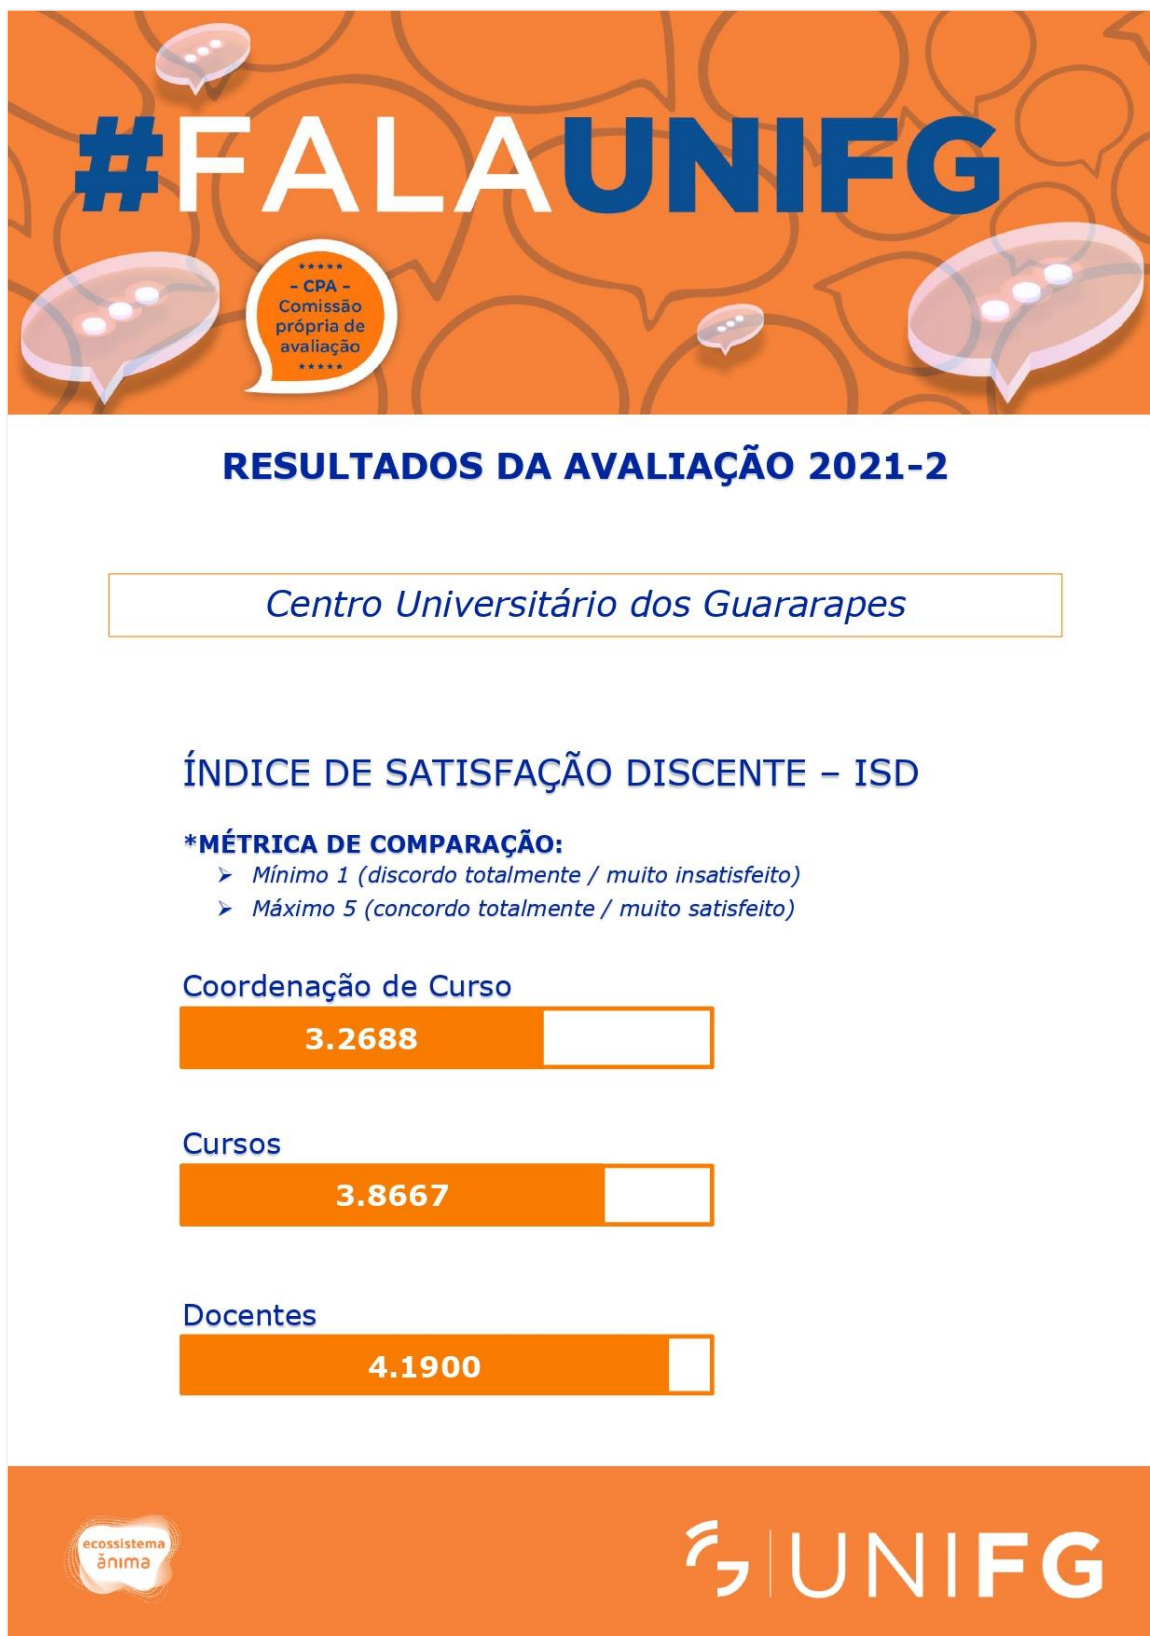 #FALAUNIFG
*****
- CPA -
Comissão
própria de
avaliação
*****
RESULTADOS DA AVALIAÇÃO 2021-2
Centro Universitário dos Guararapes
ÍNDICE DE SATISFAÇÃO DISCENTE – ISD
*MÉTRICA DE COMPARAÇÃO:
➢ Mínimo 1 (discordo totalmente / muito insatisfeito)
➢ Máximo 5 (concordo totalmente / muito satisfeito)
Coordenação de Curso
3.2688
Cursos
3.8667
Docentes
4.1900
ecossistema
ănıma
UNIFG